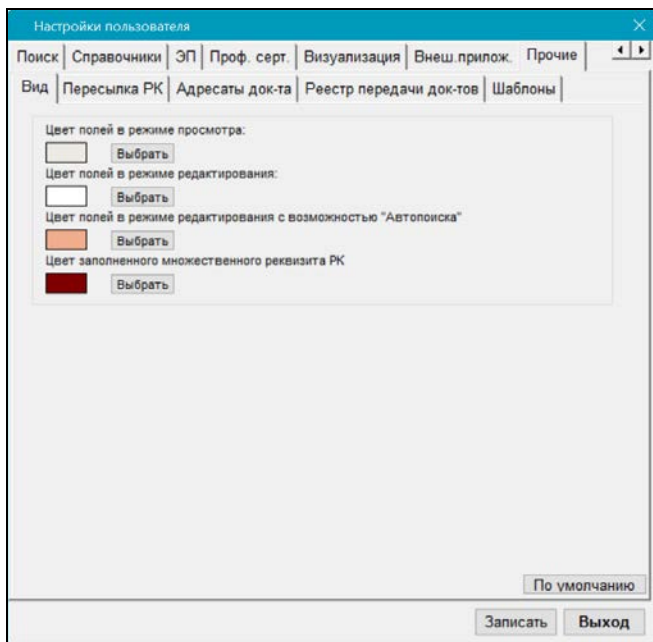 Настройки пользователя
Поиск Справочники ЭП Проф. серт. Визуализация Внеш.прилож. Прочие
Вид Пересылка РК Адресаты док-та Реестр передачи док-тов Шаблоны
Цвет полей в режиме просмотра:
Выбрать
Цвет полей в режиме редактирования:
Выбрать
Цвет полей в режиме редактирования с возможностью "Автопоиска"
Выбрать
Цвет заполненного множественного реквизита РК
Выбрать
По умолчанию
Записать Выход